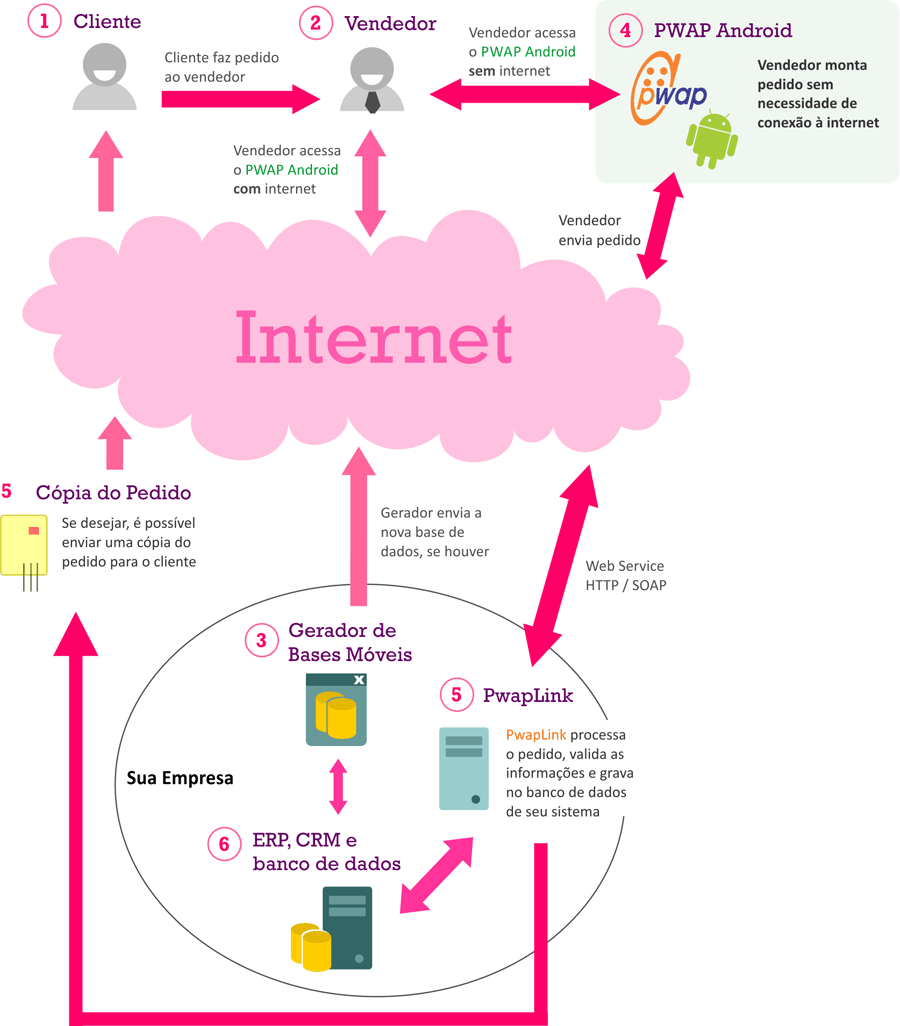 1 Cliente
Cliente faz pedido
ao vendedor
2 Vendedor
Vendedor acessa
o PWAP Android
sem internet
4 PWAP Android
pwap
Vendedor monta
pedido sem
necessidade de
conexão à internet
Vendedor acessa
o PWAP Android
com internet
Vendedor
envia pedido
Internet
5 Cópia do Pedido
Se desejar, é possível
enviar uma cópia do
pedido para o cliente
Gerador envia a
nova base de
dados, se houver
Web Service
HTTP / SOAP
3 Gerador de
Bases Móveis
X
5 PwapLink
PwapLink processa
o pedido, valida as
informações e grava
no banco de dados
de seu sistema
Sua Empresa
6 ERP, CRM e
banco de dados